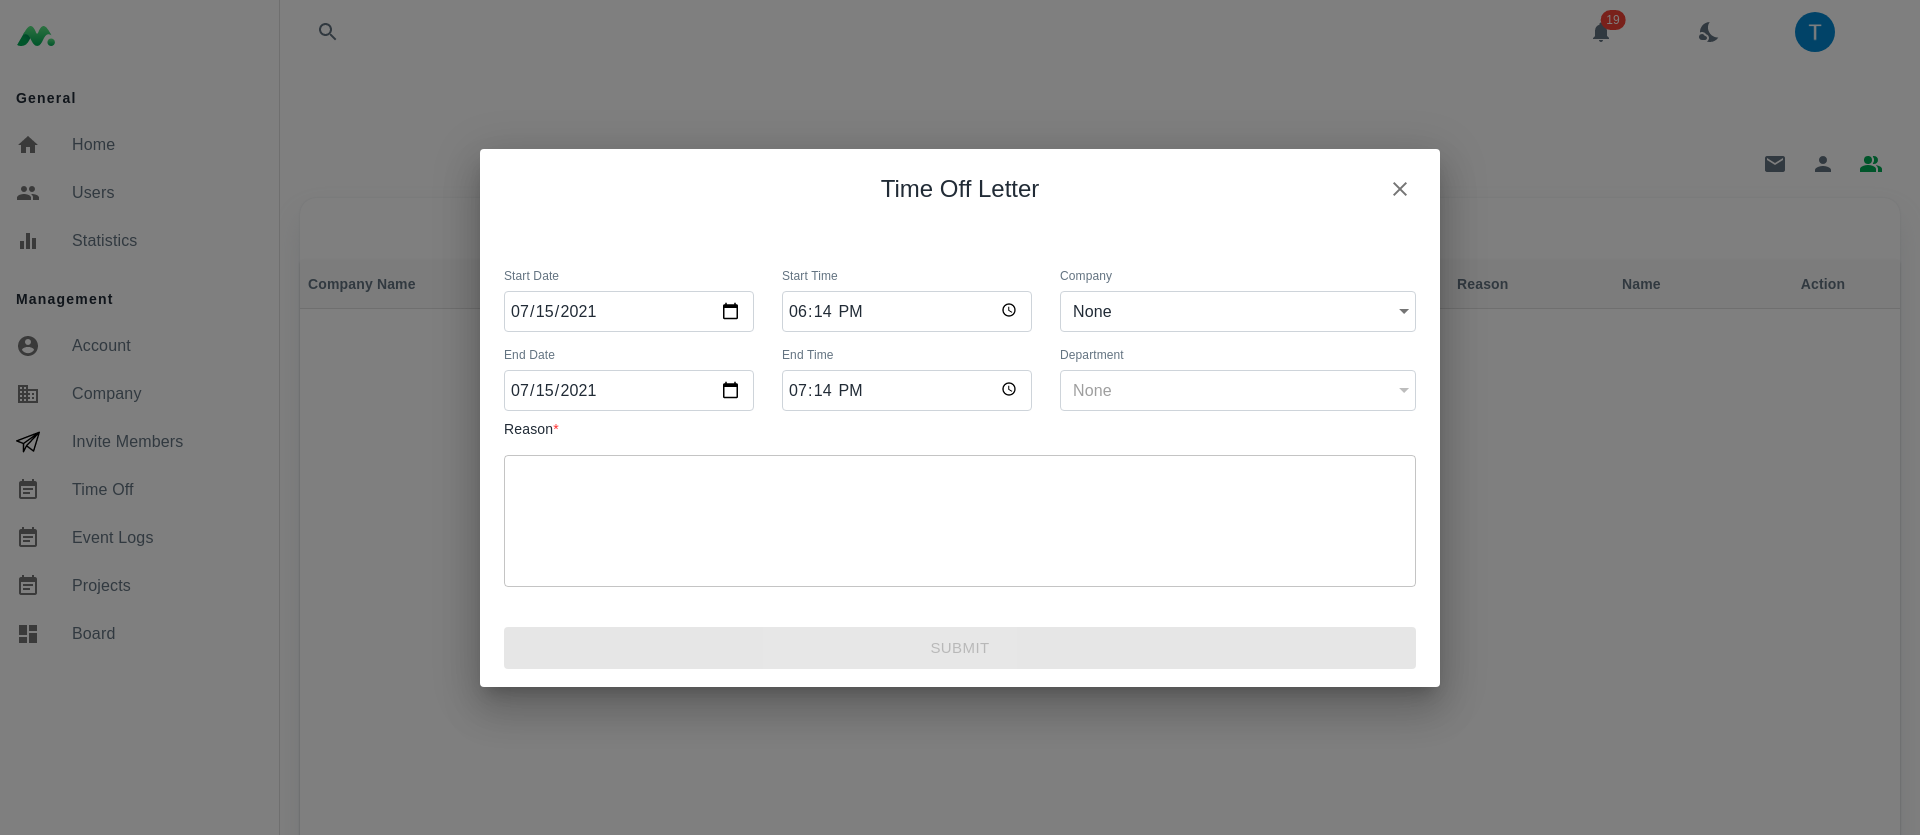 19
T
General
Home
Users
Statistics
Management
Account
Company
Invite Members
Time Off
Event Logs
Projects
Board
Company Name
Reason
Name
Action
Time Off Letter
Start Date
Start Time
Company
07/15/2021
06:14 PM
None
End Date
End Time
Department
07/15/2021
07:14 PM
None
Reason*
SUBMIT